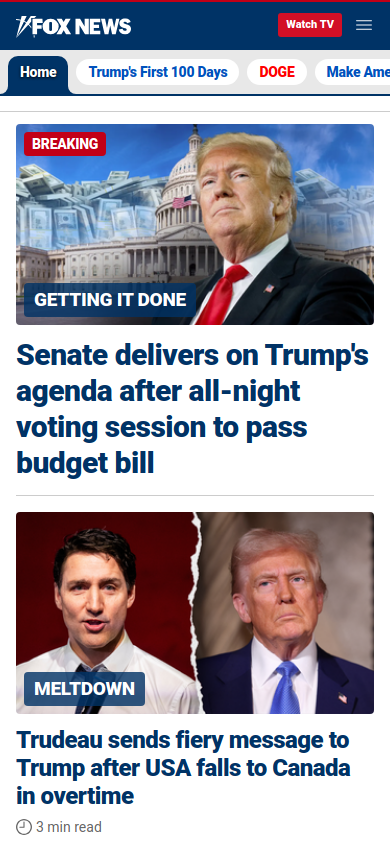 FOX NEWS
Watch TV
Home
Trump's First 100 Days
DOGE
Make Ame
BREAKING
GETTING IT DONE
Senate delivers on Trump's
agenda after all-night
voting session to pass
budget bill
MELTDOWN
Trudeau sends fiery message to
Trump after USA falls to Canada
in overtime
3 min read